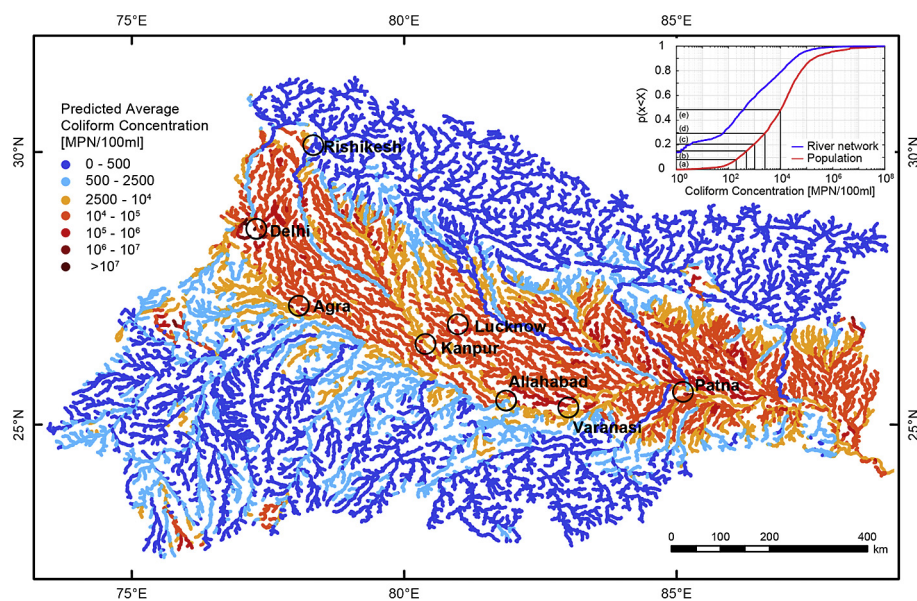 75°E 80°E 85°E
Predicted Average
Coliform Concentration
[MPN/100ml]
0 - 500
500 - 2500
2500 - 10⁴
10⁴ - 10⁵
10⁵ - 10⁶
10⁶ - 10⁷
>10⁷
30°N
25°N
Rishikesh
Delhi
Agra
Lucknow
Kanpur
Allahabad
Varanasi
Patna
1
0.8
0.6
0.4
0.2
0
p(x<X)
(e)
(d)
(c)
(b)
(a)
River network
Population
10⁰ 10² 10⁴ 10⁶ 10⁸
Coliform Concentration [MPN/100ml]
30°N
25°N
0 100 200 400
km
75°E 80°E 85°E